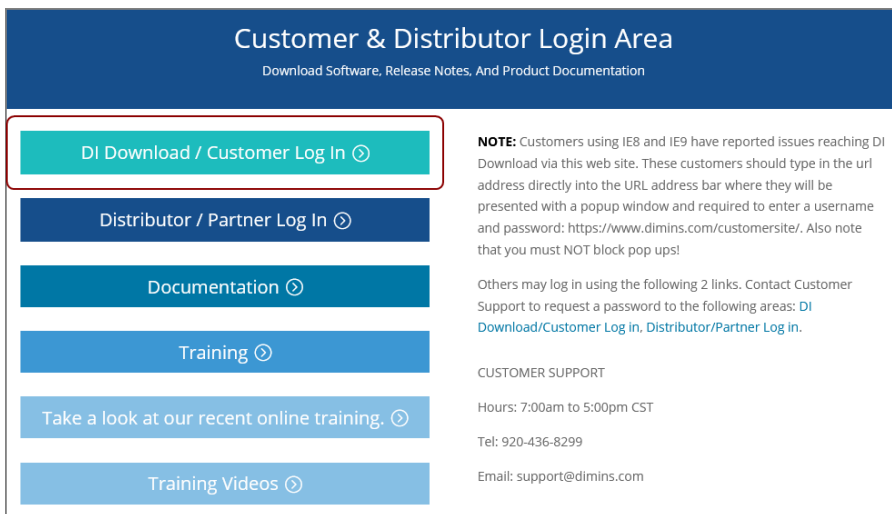 Customer & Distributor Login Area
Download Software, Release Notes, And Product Documentation
DI Download / Customer Log In
Distributor / Partner Log In
Documentation
Training
Take a look at our recent online training.
Training Videos
NOTE: Customers using IE8 and IE9 have reported issues reaching DI
Download via this web site. These customers should type in the url
address directly into the URL address bar where they will be
presented with a popup window and required to enter a username
and password: https://www.dimins.com/customersite/. Also note
that you must NOT block pop ups!
Others may log in using the following 2 links. Contact Customer
Support to request a password to the following areas: DI
Download/Customer Log in, Distributor/Partner Log in.
CUSTOMER SUPPORT
Hours: 7:00am to 5:00pm CST
Tel: 920-436-8299
Email: support@dimins.com